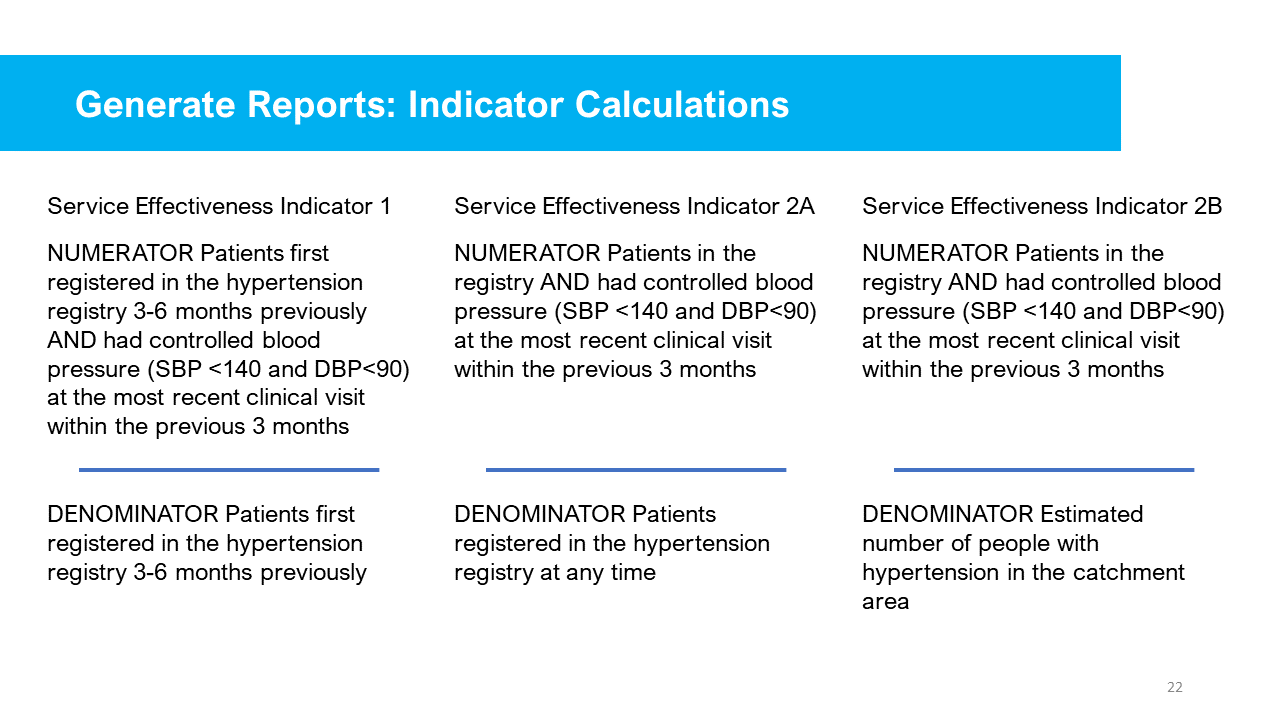 Generate Reports: Indicator Calculations
Service Effectiveness Indicator 1
NUMERATOR Patients first
registered in the hypertension
registry 3-6 months previously
AND had controlled blood
pressure (SBP <140 and DBP<90)
at the most recent clinical visit
within the previous 3 months
DENOMINATOR Patients first
registered in the hypertension
registry 3-6 months previously
Service Effectiveness Indicator 2A
NUMERATOR Patients in the
registry AND had controlled blood
pressure (SBP <140 and DBP<90)
at the most recent clinical visit
within the previous 3 months
DENOMINATOR Patients
registered in the hypertension
registry at any time
Service Effectiveness Indicator 2B
NUMERATOR Patients in the
registry AND had controlled blood
pressure (SBP <140 and DBP<90)
at the most recent clinical visit
within the previous 3 months
DENOMINATOR Estimated
number of people with
hypertension in the catchment
area
22